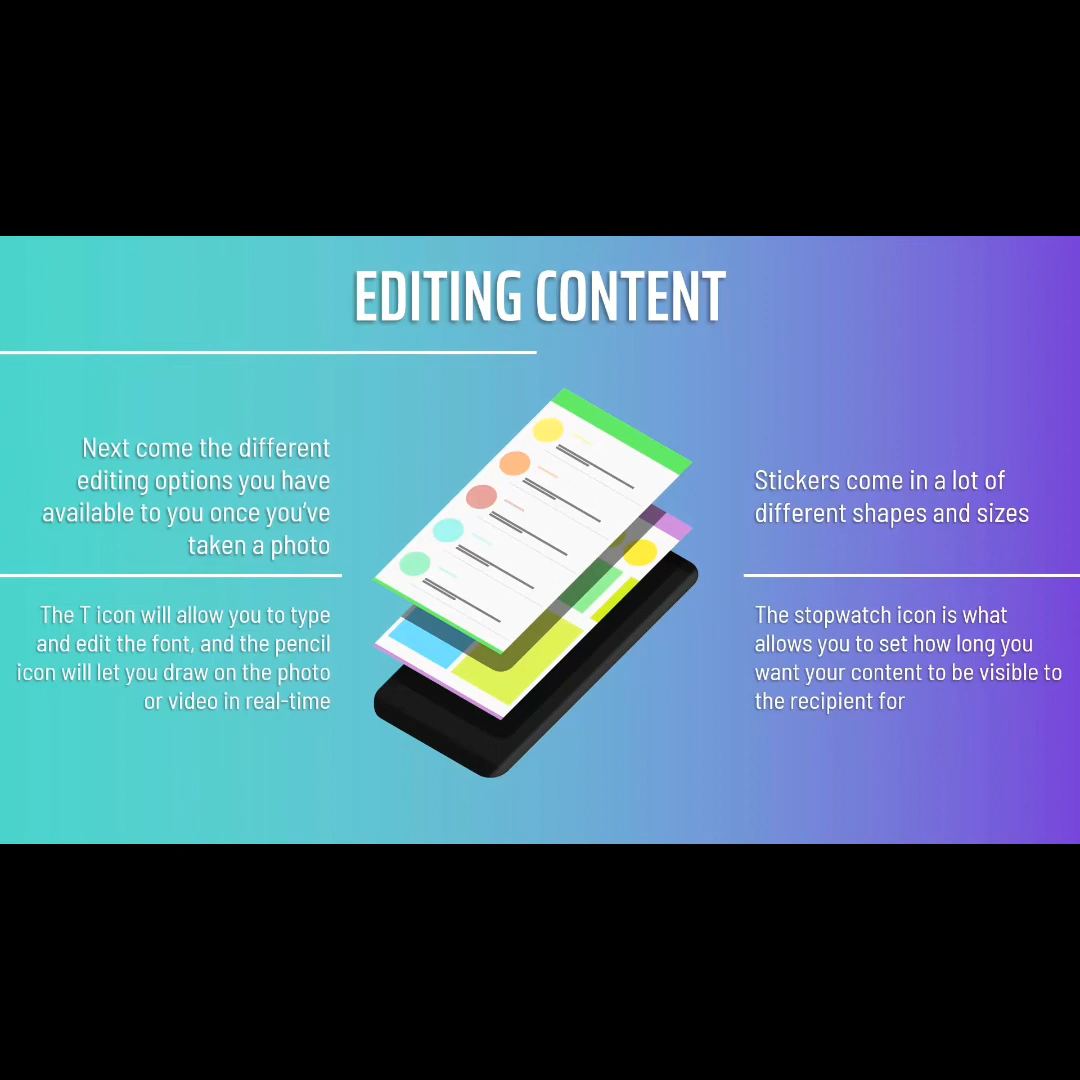 EDITING CONTENT
Next come the different
editing options you have
available to you once you've
taken a photo
The T icon will allow you to type
and edit the font, and the pencil
icon will let you draw on the photo
or video in real-time
Stickers come in a lot of
different shapes and sizes
The stopwatch icon is what
allows you to set how long you
want your content to be visible to
the recipient for